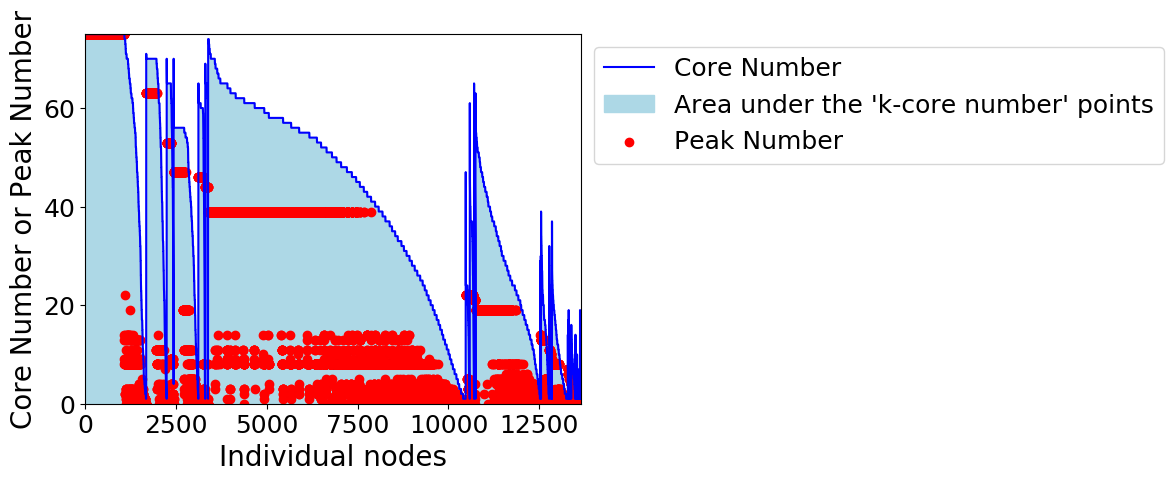 Core Number or Peak Number
60
40
20
0
0 2500 5000 7500 10000 12500
Individual nodes
Core Number
Area under the 'k-core number' points
Peak Number